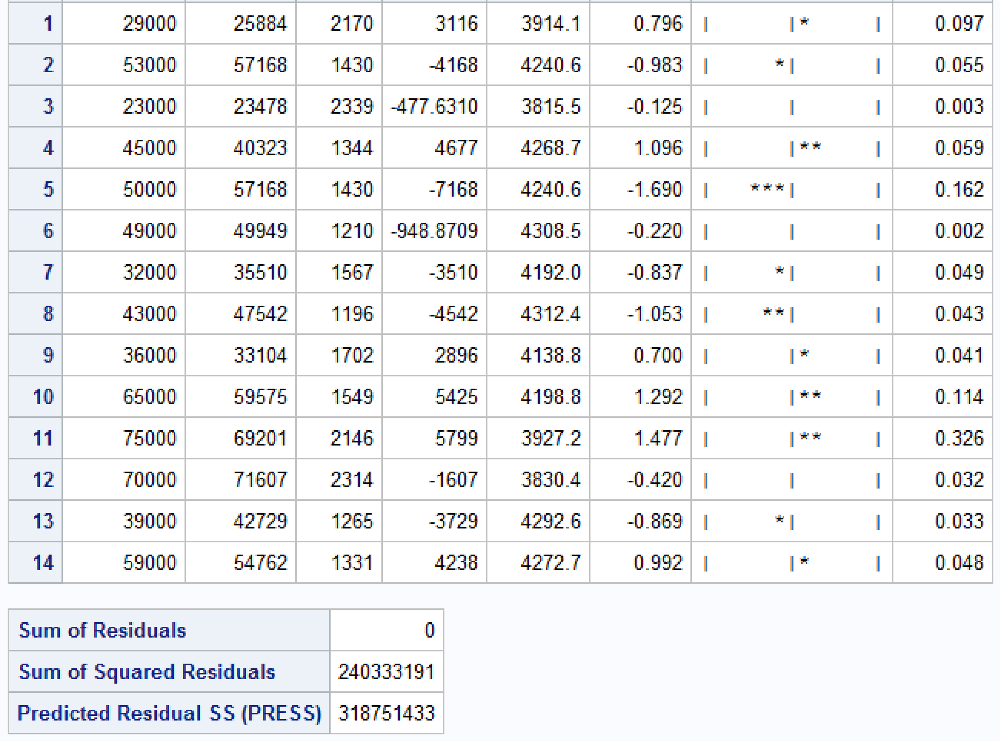 1 29000 25884 2170 3116 3914.1 0.796 | |* | 0.097
2 53000 57168 1430 -4168 4240.6 -0.983 | *| | 0.055
3 23000 23478 2339 -477.6310 3815.5 -0.125 | | | 0.003
4 45000 40323 1344 4677 4268.7 1.096 | |** | 0.059
5 50000 57168 1430 -7168 4240.6 -1.690 | ***| | 0.162
6 49000 49949 1210 -948.8709 4308.5 -0.220 | | | 0.002
7 32000 35510 1567 -3510 4192.0 -0.837 | *| | 0.049
8 43000 47542 1196 -4542 4312.4 -1.053 | **| | 0.043
9 36000 33104 1702 2896 4138.8 0.700 | |* | 0.041
10 65000 59575 1549 5425 4198.8 1.292 | |** | 0.114
11 75000 69201 2146 5799 3927.2 1.477 | |** | 0.326
12 70000 71607 2314 -1607 3830.4 -0.420 | | | 0.032
13 39000 42729 1265 -3729 4292.6 -0.869 | *| | 0.033
14 59000 54762 1331 4238 4272.7 0.992 | |* | 0.048
Sum of Residuals 0
Sum of Squared Residuals 240333191
Predicted Residual SS (PRESS) 318751433